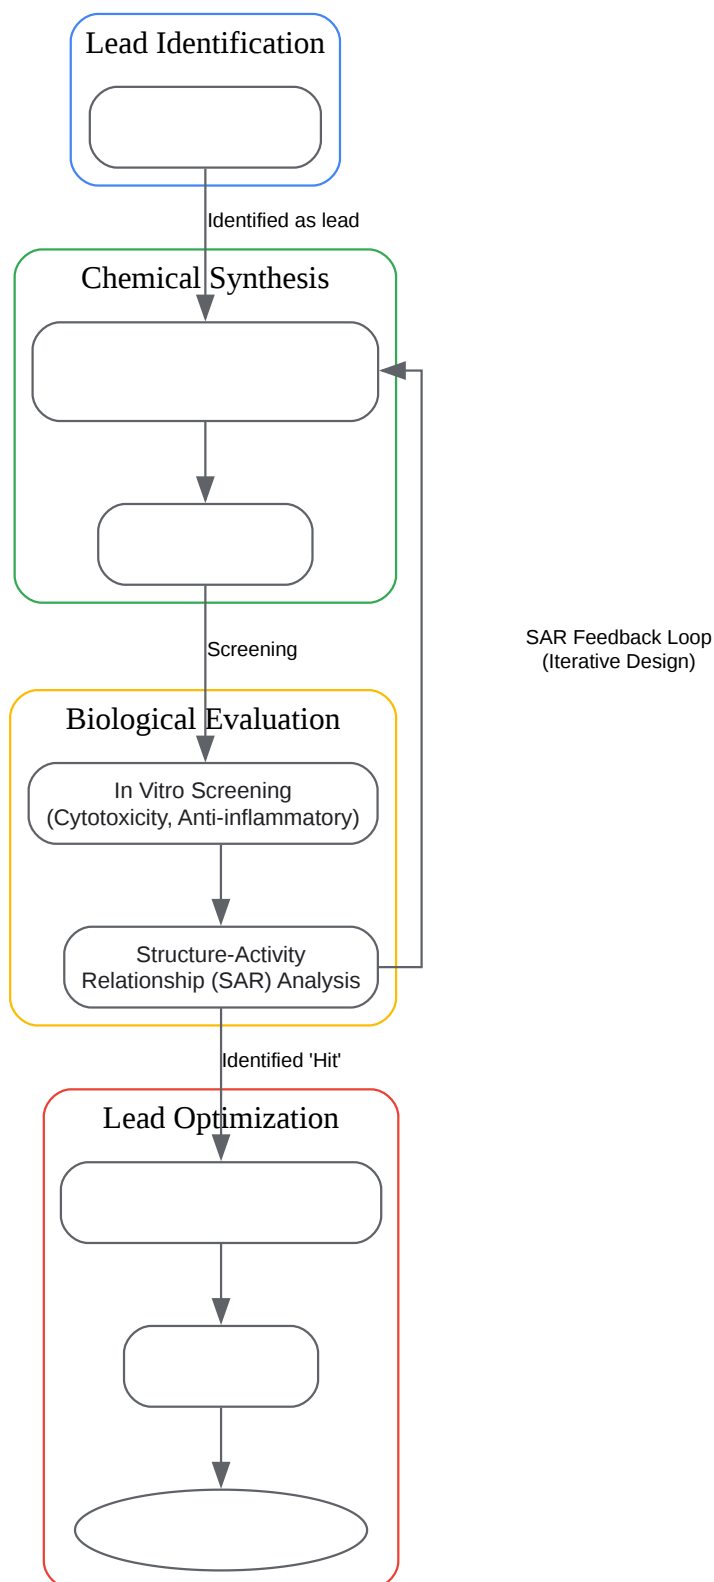 Lead Identification
Identified as lead
Chemical Synthesis
Screening
SAR Feedback Loop
(Iterative Design)
Biological Evaluation
In Vitro Screening
(Cytotoxicity, Anti-inflammatory)
Structure-Activity
Relationship (SAR) Analysis
Identified 'Hit'
Lead Optimization